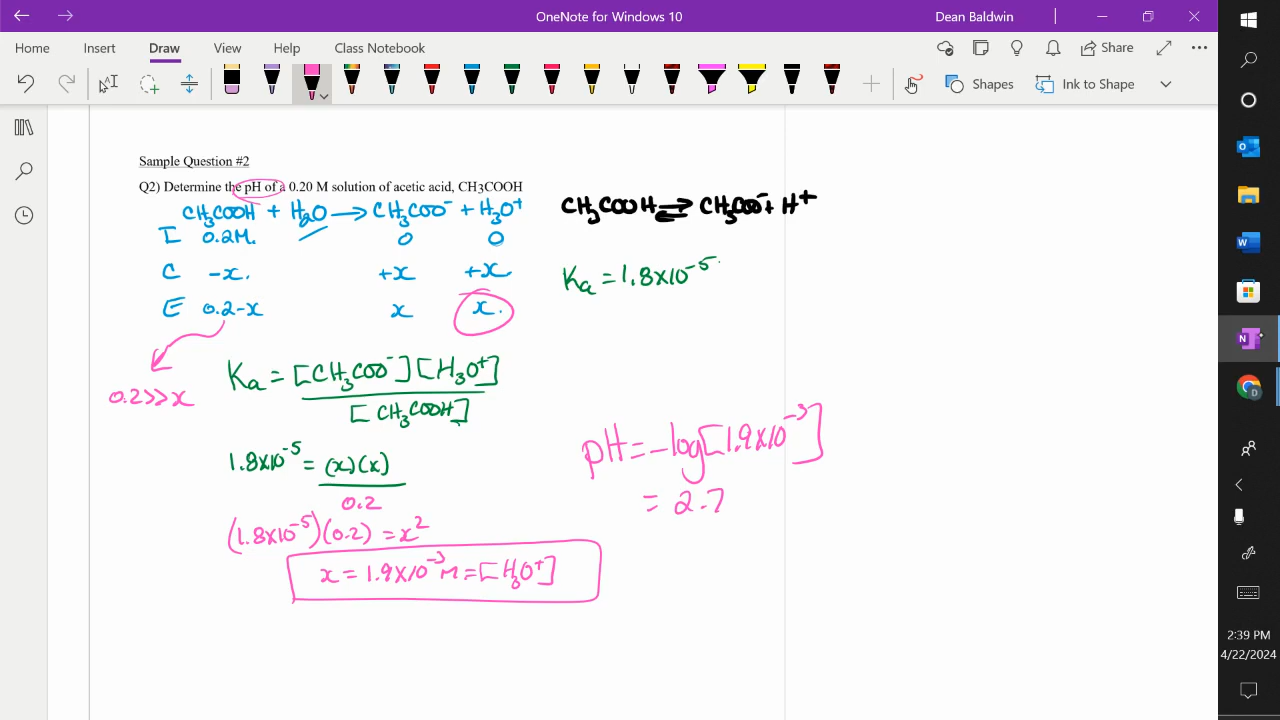 OneNote for Windows 10
Dean Baldwin
Home Insert Draw View Help Class Notebook
Share
Shapes
Ink to Shape
Sample Question #2
Q2) Determine the pH of a 0.20 M solution of acetic acid, CH3COOH
CH₃COOH + H₂O → CH₃COO⁻ + H₃O⁺
CH₃COOH ⇌ CH₃COO⁻ + H⁺
I 0.2M. 0 0
C -x. +x +x
E 0.2-x x x.
Ka = 1.8x10⁻⁵
0.2>>x
Ka = [CH₃COO⁻][H₃O⁺]
[CH₃COOH]
1.8x10⁻⁵ = (x)(x)
0.2
(1.8x10⁻⁵)(0.2) = x²
x = 1.9x10⁻³M = [H₃O⁺]
pH = -log[1.9x10⁻³]
= 2.7
2:39 PM
4/22/2024